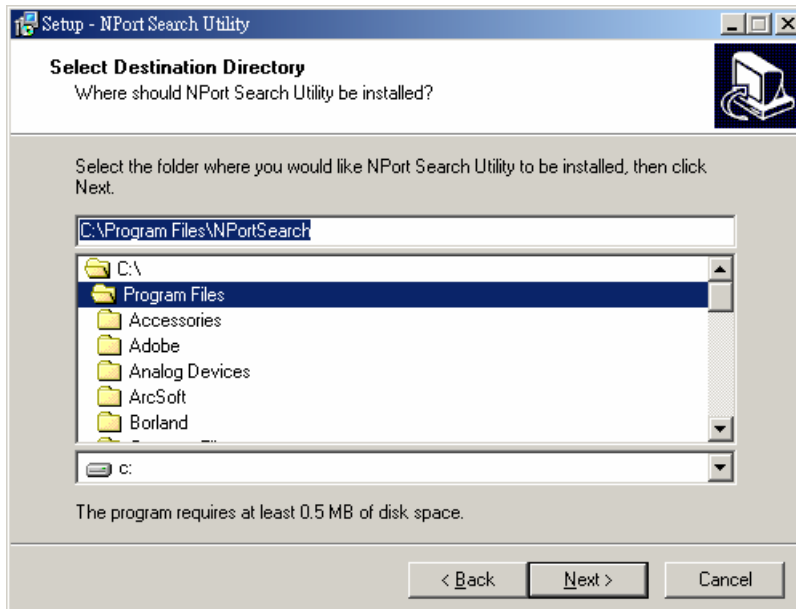 Setup - NPort Search Utility
Select Destination Directory
Where should NPort Search Utility be installed?
Select the folder where you would like NPort Search Utility to be installed, then click
Next.
C:\Program Files\NPortSearch
C:\
Program Files
Accessories
Adobe
Analog Devices
ArcSoft
Borland
c:
The program requires at least 0.5 MB of disk space.
< Back
Next >
Cancel